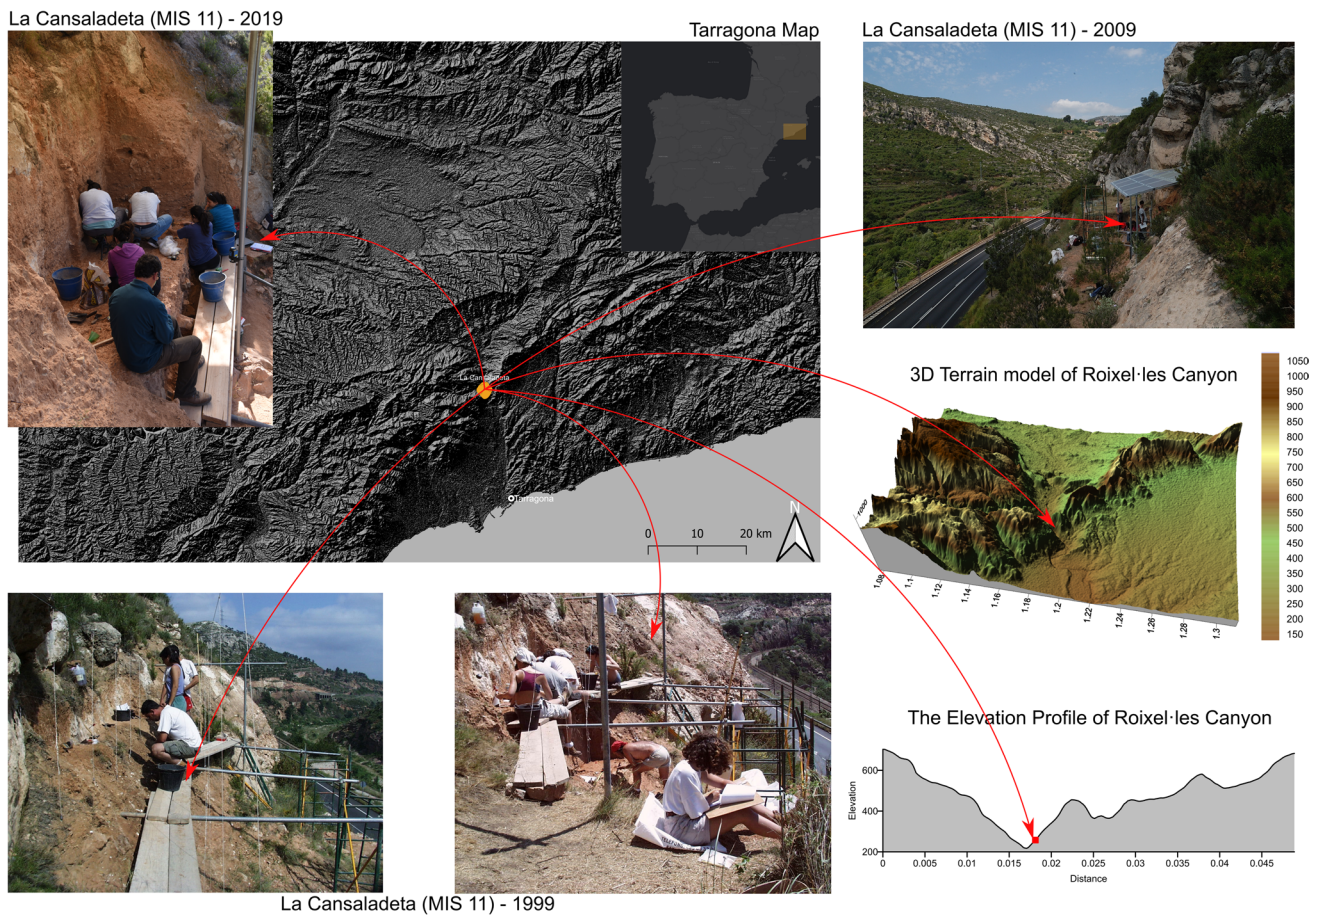 La Cansaladeta (MIS 11) - 2019
Tarragona Map
La Cansaladeta (MIS 11) - 2009
La Cansaladeta
Tarragona
N
0 10 20 km
3D Terrain model of Roixel·les Canyon
1050
1000
950
900
850
800
750
700
650
600
550
500
450
400
350
300
250
200
150
1000
1.08
1.1
1.12
1.14
1.16
1.18
1.2
1.22
1.24
1.26
1.28
1.3
The Elevation Profile of Roixel·les Canyon
Elevation
600
400
200
0 0.005 0.01 0.015 0.02 0.025 0.03 0.035 0.04 0.045
Distance
La Cansaladeta (MIS 11) - 1999